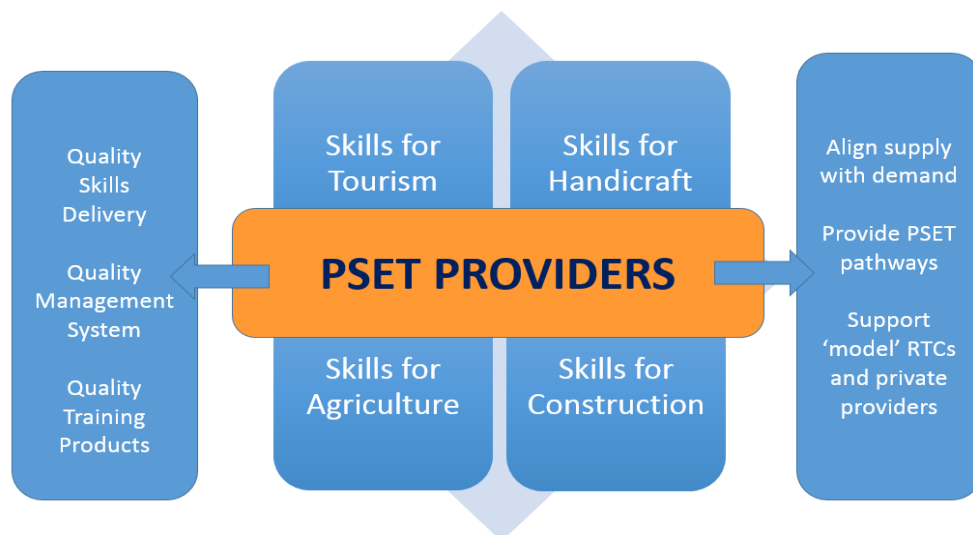 Quality
Skills
Delivery
Quality
Management
System
Quality
Training
Products
Skills for
Tourism
Skills for
Handicraft
PSET PROVIDERS
Skills for
Agriculture
Skills for
Construction
Align supply
with demand
Provide PSET
pathways
Support
‘model’ RTCs
and private
providers